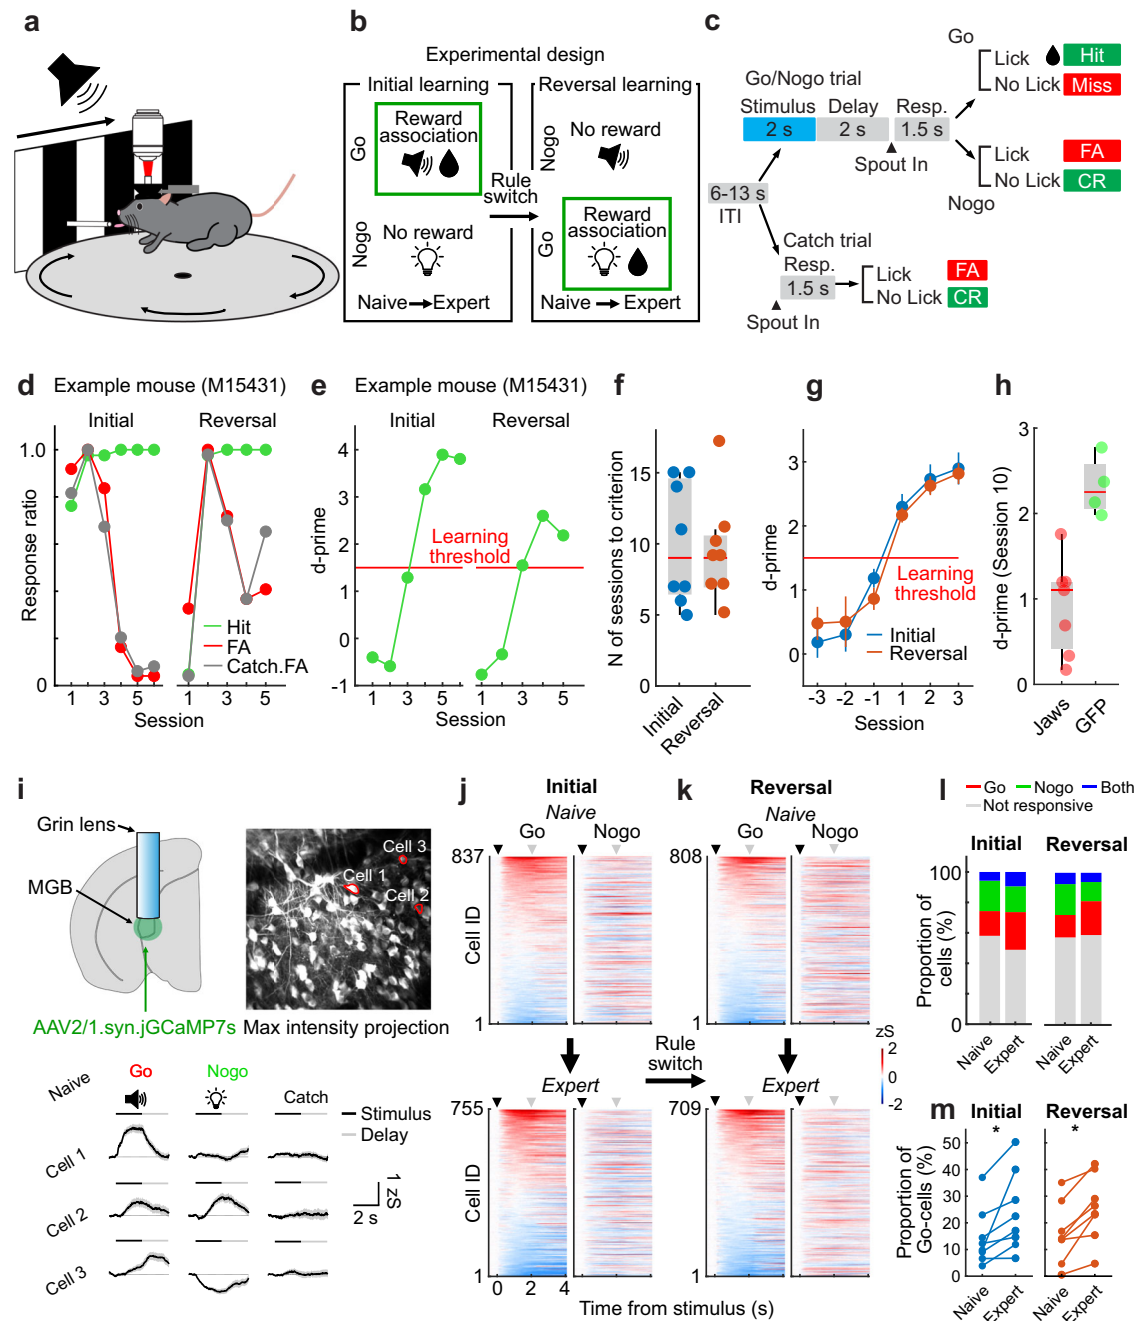 a
b
Experimental design
Initial learning
Reversal learning
Go
Reward
association
Nogo
No reward
Rule
switch
Nogo
No reward
Go
Reward
association
Naive
Expert
Naive
Expert
c
Go/Nogo trial
Stimulus
Delay
Resp.
2 s
2 s
1.5 s
Spout In
6-13 s
ITI
Go
Lick
Hit
No Lick
Miss
Lick
FA
No Lick
CR
Nogo
Catch trial
Resp.
1.5 s
Spout In
Lick
FA
No Lick
CR
d
Example mouse (M15431)
Initial
Reversal
1.0
0
Response ratio
Hit
FA
Catch.FA
1
3
5
1
3
5
Session
e
Example mouse (M15431)
Initial
Reversal
d-prime
4
3
2
1
0
-1
Learning
threshold
1
3
5
1
3
5
Session
f
N of sessions to criterion
15
10
5
0
Initial
Reversal
g
d-prime
3
2
1
0
Learning
threshold
Initial
Reversal
-3
-2
-1
1
2
3
Session
h
d-prime (Session 10)
3
2
1
0
Jaws
GFP
i
Grin lens
MGB
AAV2/1.syn.jGCaMP7s
Cell 3
Cell 1
Cell 2
Max intensity projection
Naive
Go
Nogo
Catch
Stimulus
Delay
Cell 1
Cell 2
Cell 3
1 zS
2 s
j
Initial
Naive
Go
Nogo
837
Cell ID
1
Expert
755
Cell ID
1
0
2
4
Time from stimulus (s)
k
Reversal
Naive
Go
Nogo
808
1
Rule
switch
Expert
709
1
zS
2
0
-2
l
Go
Nogo
Both
Not responsive
Initial
Reversal
Proportion of
cells (%)
100
0
Naive
Expert
Naive
Expert
m
Initial
Reversal
*
*
Proportion of
Go-cells (%)
50
40
30
20
10
0
Naive
Expert
Naive
Expert